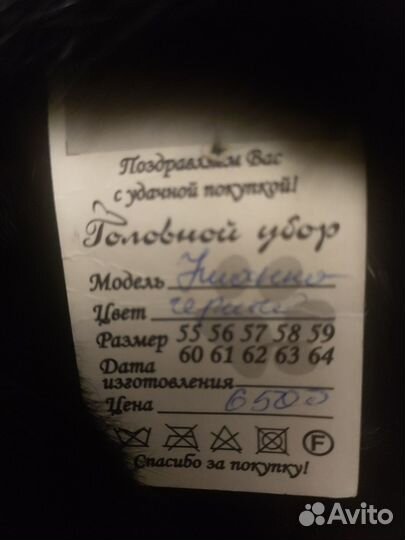 Поздравляем Вас
с удачной покупкой!
Головной убор
Модель Ушанка
Цвет черный
Размер 55 56 57 58 59
60 61 62 63 64
Дата
изготовления
Цена 6500
F
Спасибо за покупку!
Avito